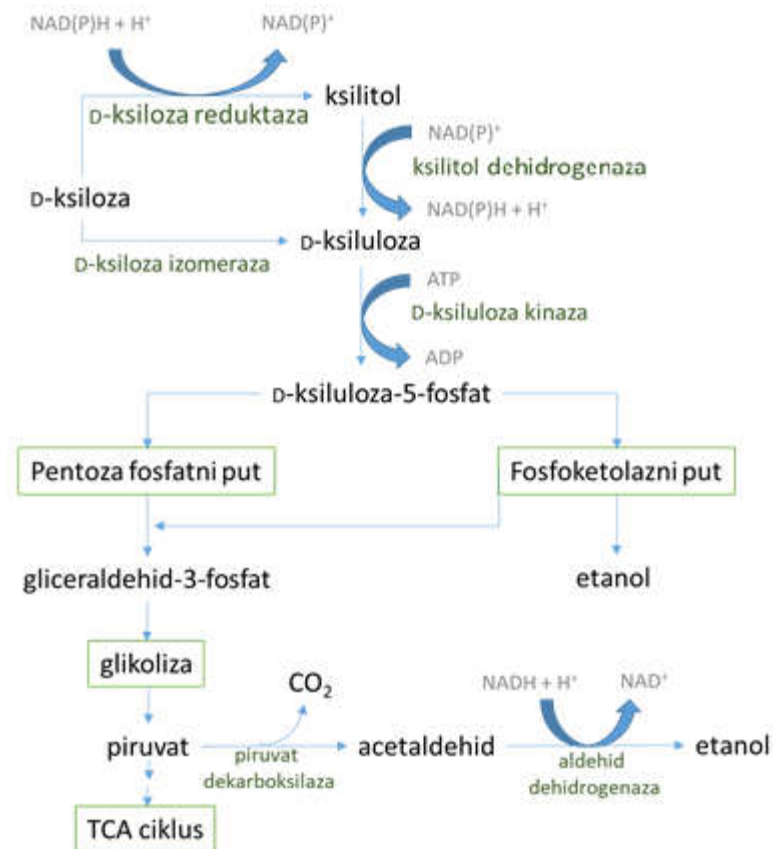 NAD(P)H + H⁺ NAD(P)⁺
ksilitol
D-ksiloza reduktaza
NAD(P)⁺
ksilitol dehidrogenaza
D-ksiloza
NAD(P)H + H⁺
D-ksiluloza
D-ksiloza izomeraza
ATP
D-ksiluloza kinaza
ADP
D-ksiluloza-5-fosfat
Pentoza fosfatni put
Fosfoketolazni put
gliceraldehid-3-fosfat
etanol
glikoliza
CO₂
NADH + H⁺ NAD⁺
piruvat
acetaldehid
etanol
piruvat
dekarboksilaza
aldehid
dehidrogenaza
TCA ciklus